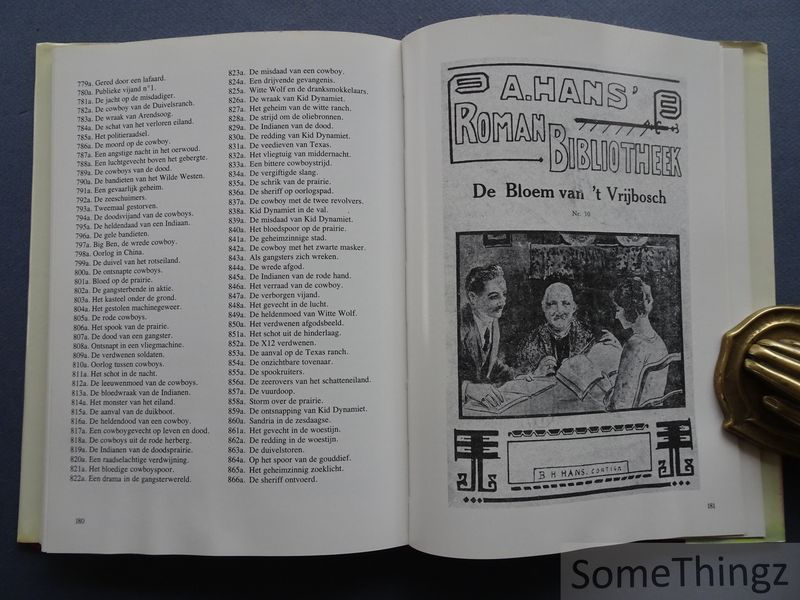 779a. Gered door een lafaard.
780a. Publieke vijand n°1.
781a. De jacht op de misdadiger.
782a. De cowboy van de Duivelsranch.
783a. De wraak van Arendsoog.
784a. De schat van het verloren eiland.
785a. Het politieraadsel.
786a. De moord op de cowboy.
787a. Een angstige nacht in het oerwoud.
788a. Een luchtgevecht boven het gebergte.
789a. De cowboy van de dood.
790a. De bandieten van het Wilde Westen.
791a. Een gevaarlijk geheim.
792a. De zeeschuimers.
793a. Tweemaal gestorven.
794a. De doodsvijand van de cowboys.
795a. De heldendaad van een Indiaan.
796a. De gele bandieten.
797a. Big Ben, de wrede cowboy.
798a. Oorlog in China.
799a. De duivel van het rotseiland.
800a. De ontsnapte cowboys.
801a. Bloed op de prairie.
802a. De gangsterbende in aktie.
803a. Het kasteel onder de grond.
804a. Het gestolen machinegeweer.
805a. De rode cowboys.
806a. Het spook van de prairie.
807a. De dood van een gangster.
808a. Ontsnapt in een vliegmachine.
809a. De verdwenen soldaten.
810a. Oorlog tussen cowboys.
811a. Het schot in de nacht.
812a. De leeuwenmoed van de cowboys.
813a. De bloedwraak van de Indianen.
814a. Het monster van het eiland.
815a. De aanval van de duikboot.
816a. De heldendood van een cowboy.
817a. Een cowboygevecht op leven en dood.
818a. De cowboys uit de rode herberg.
819a. De Indianen van de doodsprairie.
820a. Een raadselachtige verdwijning.
821a. Het bloedige cowboyspoor.
822a. Een drama in de gangsterwereld.
823a. De misdaad van een cowboy.
824a. Een drijvende gevangenis.
825a. Witte Wolf en de dranksmokkelaars.
826a. De wraak van Kid Dynamiet.
827a. Het geheim van de witte ranch.
828a. De strijd om de oliebronnen.
829a. De Indianen van de dood.
830a. De redding van Kid Dynamiet.
831a. De veedieven van Texas.
832a. Het vliegtuig van middernacht.
833a. Een bittere cowboystrijd.
834a. De vergiftigde slang.
835a. De schrik van de prairie.
836a. De sheriff op oorlogspad.
837a. De cowboy met de twee revolvers.
838a. Kid Dynamiet in de val.
839a. De misdaad van Kid Dynamiet.
840a. Het bloedspoor op de prairie.
841a. De geheimzinnige stad.
842a. De cowboy met het zwarte masker.
843a. Als gangsters zich wreken.
844a. De wrede afgod.
845a. De Indianen van de rode hand.
846a. Het verraad van de cowboy.
847a. De verborgen vijand.
848a. Het gevecht in de lucht.
849a. De heldenmoed van Witte Wolf.
850a. Het verdwenen afgodsbeeld.
851a. Het schot uit de hinderlaag.
852a. De X12 verdwenen.
853a. De aanval op de Texas ranch.
854a. De onzichtbare tovenaar.
855a. De spookruiters.
856a. De zeerovers van het schatteneiland.
857a. De vuurdoop.
858a. Storm over de prairie.
859a. De ontsnapping van Kid Dynamiet.
860a. Sandria in de zesdaagse.
861a. Het gevecht in de woestijn.
862a. De redding in de woestijn.
863a. De duivelstoren.
864a. Op het spoor van de gouddief.
865a. Het geheimzinnig zoeklicht.
866a. De sheriff ontvoerd.
180
A. HANS'
ROMAN
BIBLIOTHEEK
De Bloem van 't Vrijbosch
Nr. 10
B H HANS, CONTICH
181
SomeThingz